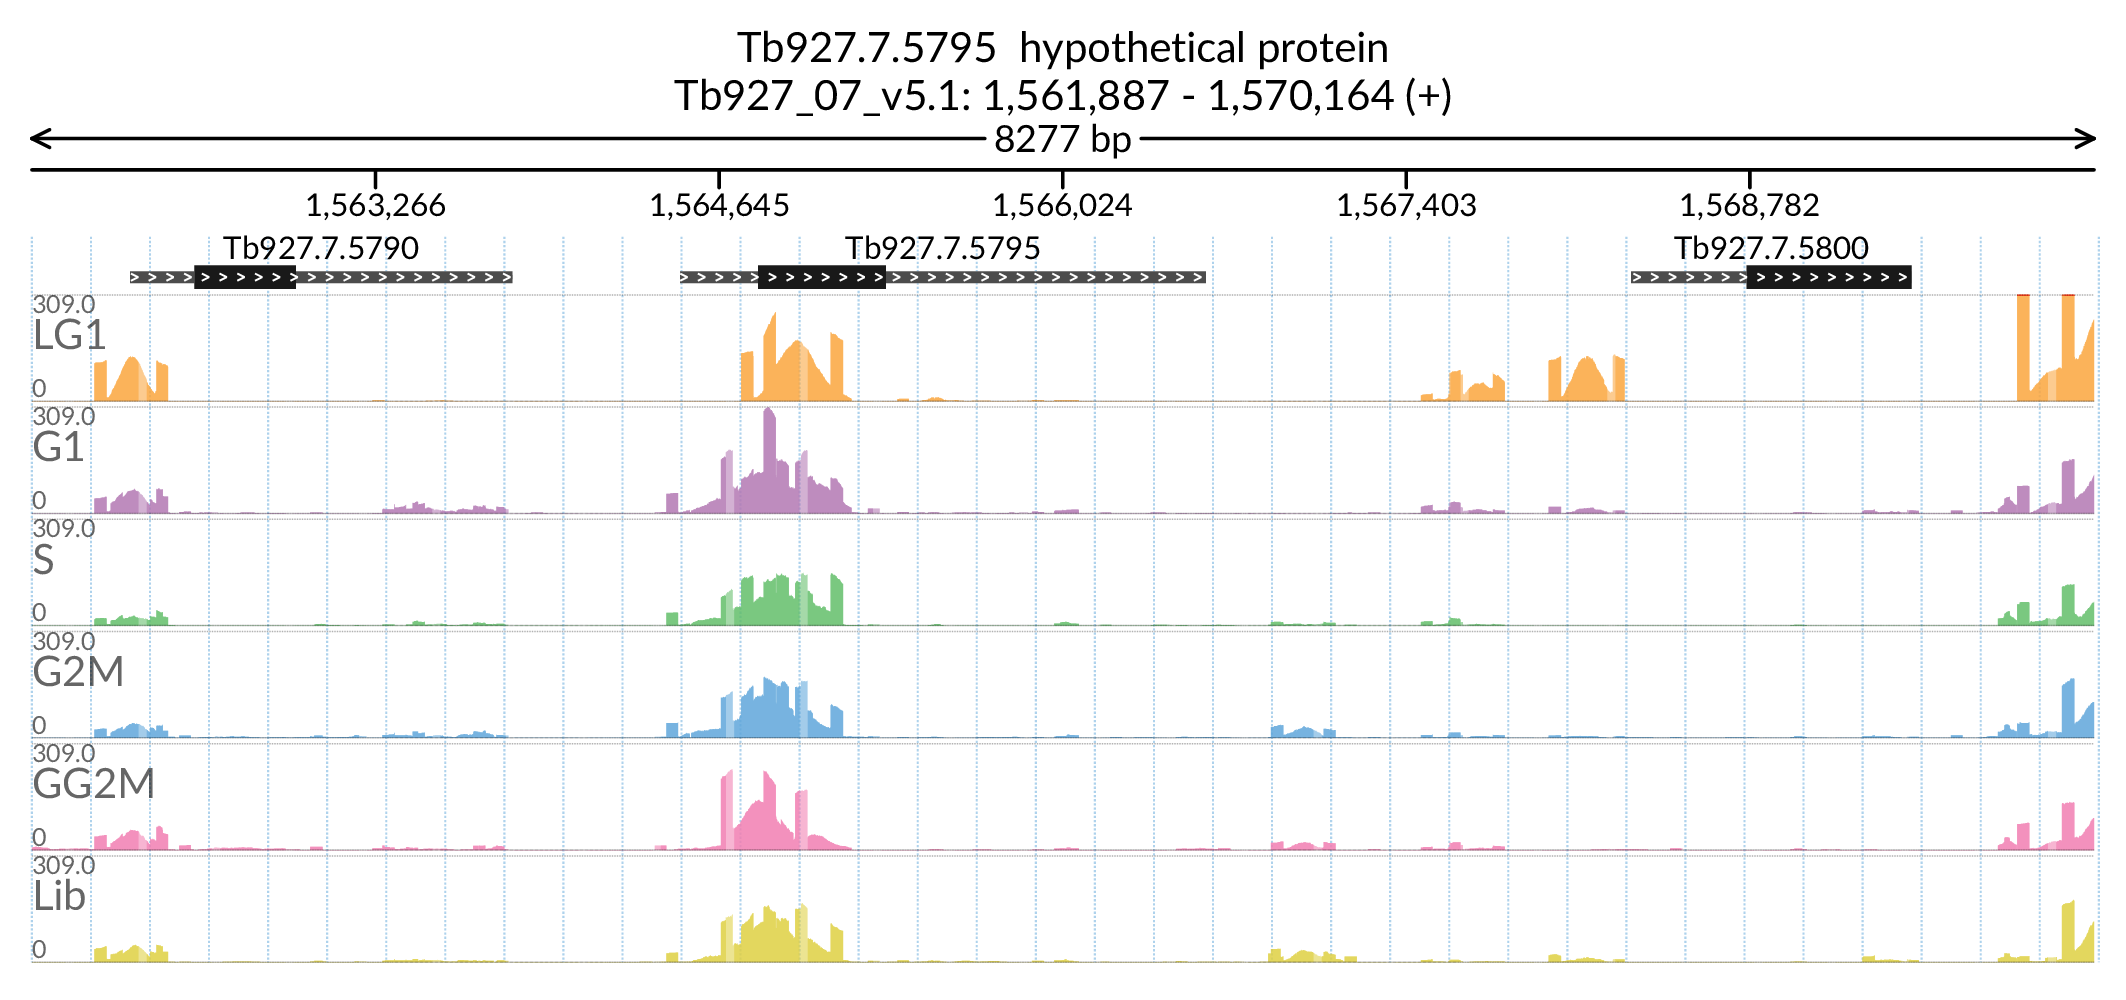 Tb927.7.5795  hypothetical protein
Tb927_07_v5.1: 1,561,887 - 1,570,164 (+)
8277 bp
1,563,266 1,564,645 1,566,024 1,567,403 1,568,782
Tb927.7.5790 Tb927.7.5795 Tb927.7.5800
309.0
LG1
0
309.0
G1
0
309.0
S
0
309.0
G2M
0
309.0
GG2M
0
309.0
Lib
0